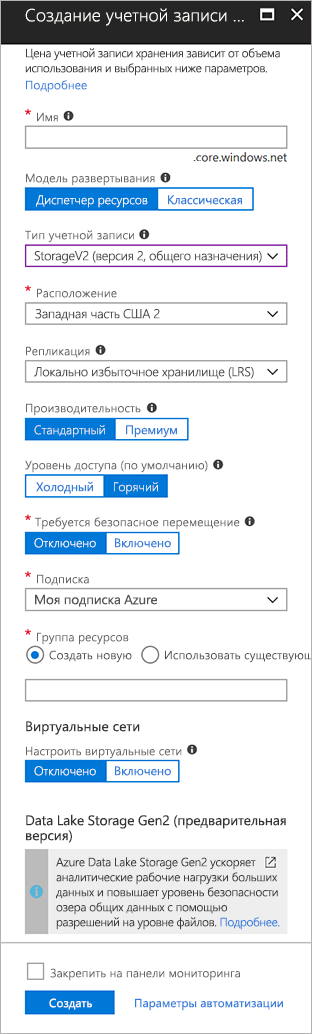 Создание учетной записи ...
Цена учетной записи хранения зависит от объема
использования и выбранных ниже параметров.
Подробнее
* Имя
.core.windows.net
Модель развертывания
Диспетчер ресурсов Классическая
Тип учетной записи
StorageV2 (версия 2, общего назначения)
* Расположение
Западная часть США 2
Репликация
Локально избыточное хранилище (LRS)
Производительность
Стандартный Премиум
Уровень доступа (по умолчанию)
Холодный Горячий
* Требуется безопасное перемещение
Отключено Включено
* Подписка
Моя подписка Azure
* Группа ресурсов
Создать новую Использовать существующ
Виртуальные сети
Настроить виртуальные сети
Отключено Включено
Data Lake Storage Gen2 (предварительная
версия)
Azure Data Lake Storage Gen2 ускоряет
аналитические рабочие нагрузки больших
данных и повышает уровень безопасности
озера общих данных с помощью
разрешений на уровне файлов. Подробнее.
Закрепить на панели мониторинга
Создать Параметры автоматизации